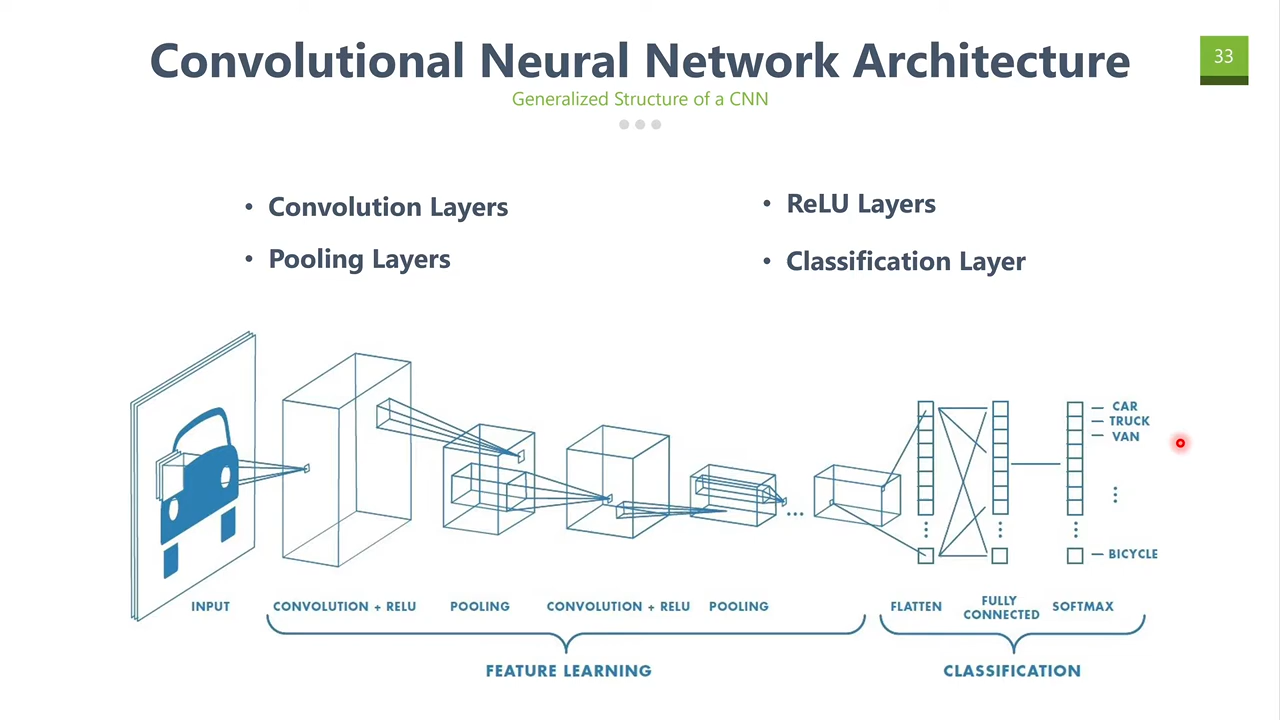 Convolutional Neural Network Architecture
33
Generalized Structure of a CNN
• Convolution Layers
• Pooling Layers
• ReLU Layers
• Classification Layer
CAR
TRUCK
VAN
BICYCLE
INPUT
CONVOLUTION + RELU
POOLING
CONVOLUTION + RELU
POOLING
FLATTEN
FULLY
CONNECTED
SOFTMAX
FEATURE LEARNING
CLASSIFICATION